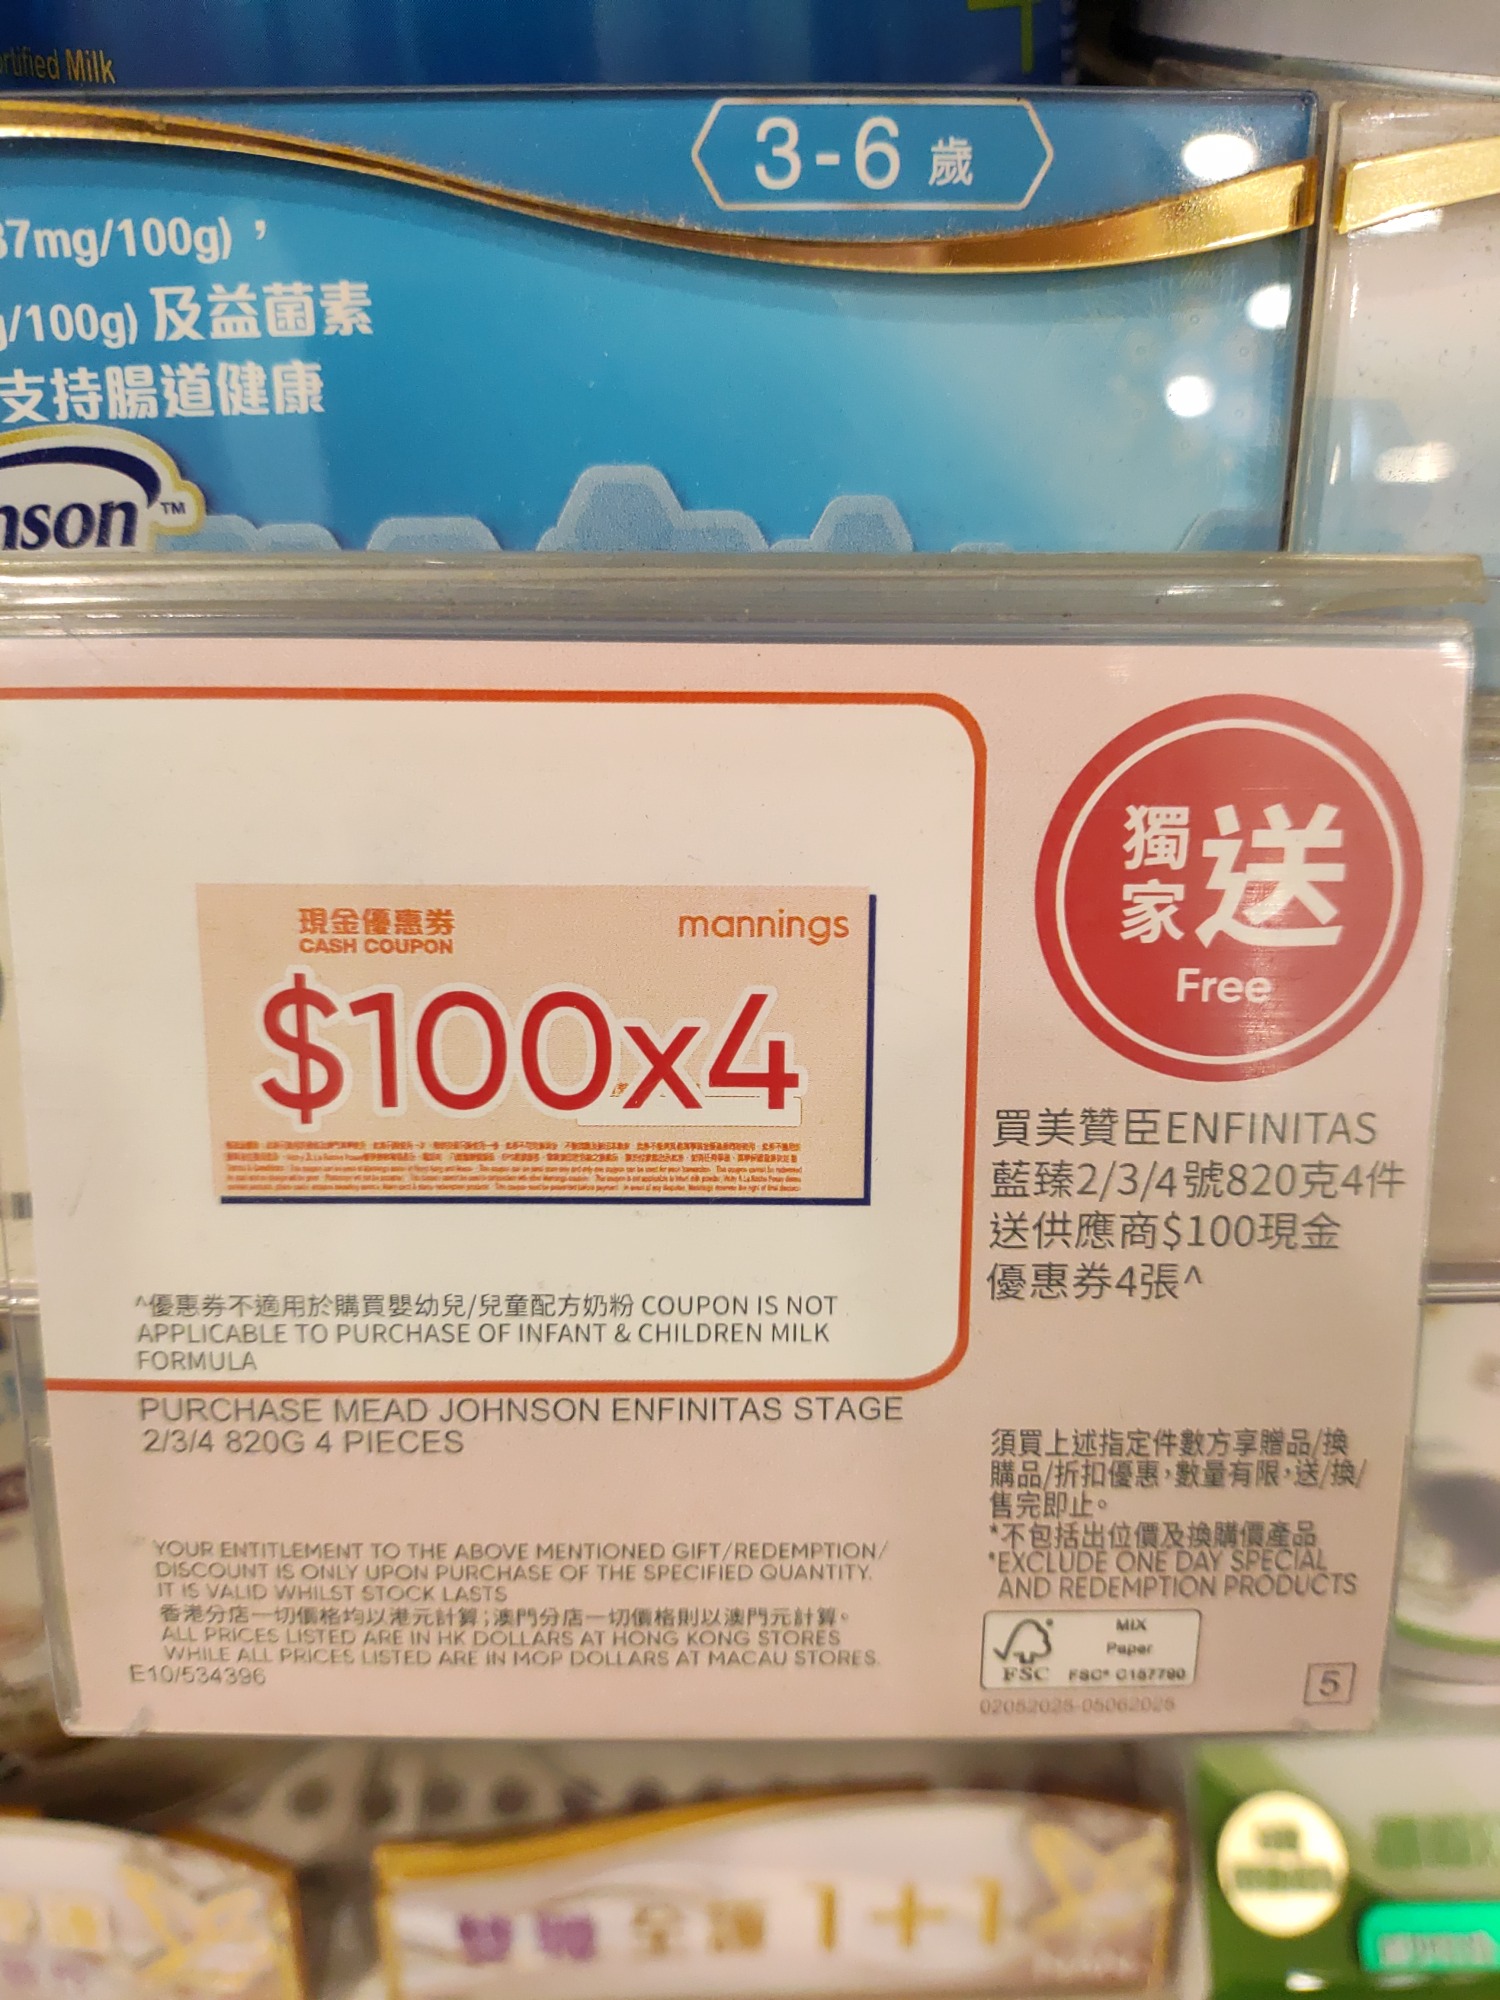 Milk
3-6 歲
37mg/100g)，
/100g) 及益菌素
支持腸道健康
nson™
現金優惠券
CASH COUPON
mannings
$100x4
^優惠券不適用於購買嬰幼兒/兒童配方奶粉 COUPON IS NOT
APPLICABLE TO PURCHASE OF INFANT & CHILDREN MILK
FORMULA
PURCHASE MEAD JOHNSON ENFINITAS STAGE
2/3/4 820G 4 PIECES
YOUR ENTITLEMENT TO THE ABOVE MENTIONED GIFT/REDEMPTION/
DISCOUNT IS ONLY UPON PURCHASE OF THE SPECIFIED QUANTITY.
IT IS VALID WHILST STOCK LASTS
香港分店一切價格均以港元計算；澳門分店一切價格則以澳門元計算。
ALL PRICES LISTED ARE IN HK DOLLARS AT HONG KONG STORES
WHILE ALL PRICES LISTED ARE IN MOP DOLLARS AT MACAU STORES.
E10/534396
獨家送
Free
買美贊臣ENFINITAS
藍臻2/3/4號820克4件
送供應商$100現金
優惠券4張^
須買上述指定件數方享贈品/換
購品/折扣優惠，數量有限，送/換/
售完即止。
*不包括出位價及換購價產品
*EXCLUDE ONE DAY SPECIAL
AND REDEMPTION PRODUCTS
FSC
MIX
Paper
FSC® C157790
02052025-05062025
5
1+1